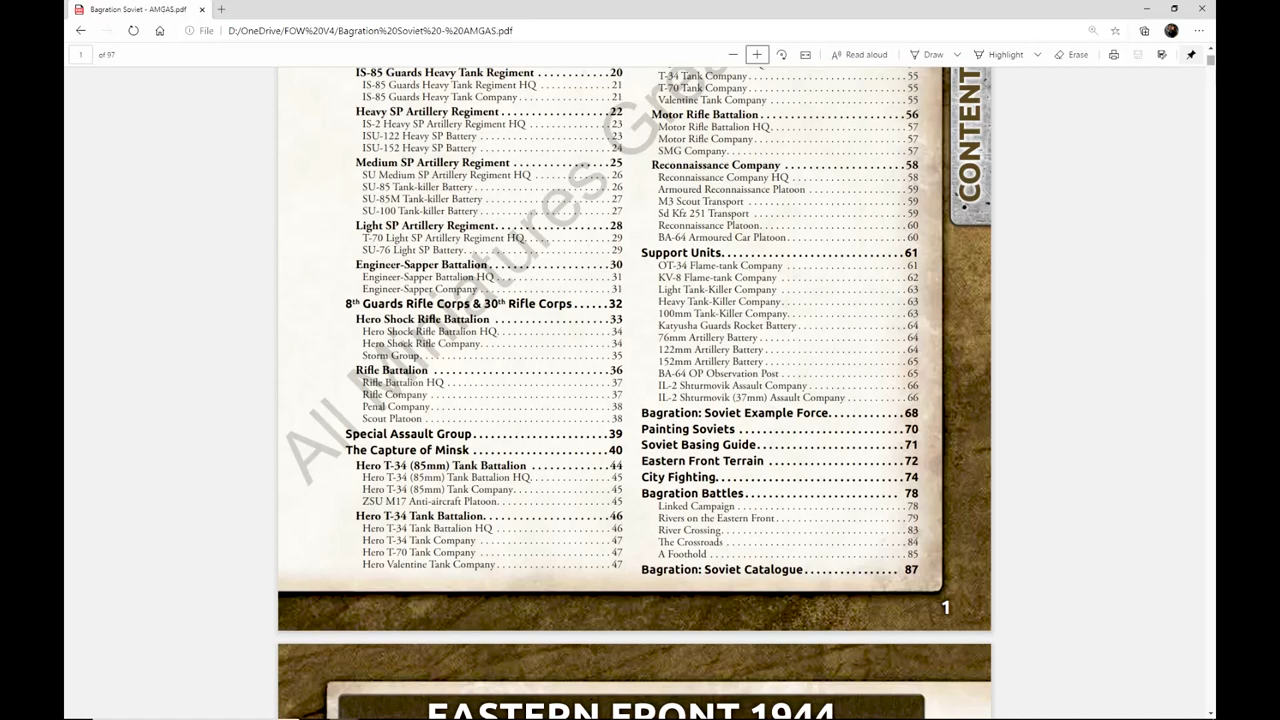 Bagration Soviet - AMGAS.pdf
File
D:/OneDrive/FOW%20V4/Bagration%20Soviet%20-%20AMGAS.pdf
1 of 97
Read aloud
Draw
Highlight
Erase
IS-85 Guards Heavy Tank Regiment . . . . . . . . . . . . 20
IS-85 Guards Heavy Tank Regiment HQ . . . . . . . . . . . . 21
IS-85 Guards Heavy Tank Company . . . . . . . . . . . . 21
Heavy SP Artillery Regiment . . . . . . . . . . . . 22
IS-2 Heavy SP Artillery Regiment HQ . . . . . . . . . . . . 23
ISU-122 Heavy SP Battery . . . . . . . . . . . . 23
ISU-152 Heavy SP Battery . . . . . . . . . . . . 24
Medium SP Artillery Regiment . . . . . . . . . . . . 25
SU Medium SP Artillery Regiment HQ . . . . . . . . . . . . 26
SU-85 Tank-killer Battery . . . . . . . . . . . . 26
SU-85M Tank-killer Battery . . . . . . . . . . . . 27
SU-100 Tank-killer Battery . . . . . . . . . . . . 27
Light SP Artillery Regiment. . . . . . . . . . . . 28
T-70 Light SP Artillery Regiment HQ. . . . . . . . . . . . 29
SU-76 Light SP Battery. . . . . . . . . . . . 29
Engineer-Sapper Battalion . . . . . . . . . . . . 30
Engineer-Sapper Battalion HQ . . . . . . . . . . . . 31
Engineer-Sapper Company . . . . . . . . . . . . 31
8th Guards Rifle Corps & 30th Rifle Corps . . . . . . 32
Hero Shock Rifle Battalion . . . . . . . . . . . . 33
Hero Shock Rifle Battalion HQ. . . . . . . . . . . . 34
Hero Shock Rifle Company. . . . . . . . . . . . 34
Storm Group. . . . . . . . . . . . 35
Rifle Battalion . . . . . . . . . . . . 36
Rifle Battalion HQ . . . . . . . . . . . . 37
Rifle Company . . . . . . . . . . . . 37
Penal Company. . . . . . . . . . . . 38
Scout Platoon . . . . . . . . . . . . 38
Special Assault Group. . . . . . . . . . . . 39
The Capture of Minsk . . . . . . . . . . . . 40
Hero T-34 (85mm) Tank Battalion . . . . . . . . . . . . 44
Hero T-34 (85mm) Tank Battalion HQ. . . . . . . . . . . . 45
Hero T-34 (85mm) Tank Company. . . . . . . . . . . . 45
ZSU M17 Anti-aircraft Platoon. . . . . . . . . . . . 45
Hero T-34 Tank Battalion. . . . . . . . . . . . 46
Hero T-34 Tank Battalion HQ . . . . . . . . . . . . 46
Hero T-34 Tank Company . . . . . . . . . . . . 47
Hero T-70 Tank Company . . . . . . . . . . . . 47
Hero Valentine Tank Company . . . . . . . . . . . . 47
T-34 Tank Company . . . . . . . . . . . . 55
T-70 Tank Company . . . . . . . . . . . . 55
Valentine Tank Company . . . . . . . . . . . . 55
Motor Rifle Battalion . . . . . . . . . . . . 56
Motor Rifle Battalion HQ. . . . . . . . . . . . 57
Motor Rifle Company . . . . . . . . . . . . 57
SMG Company. . . . . . . . . . . . 57
Reconnaissance Company . . . . . . . . . . . . 58
Reconnaissance Company HQ . . . . . . . . . . . . 58
Armoured Reconnaissance Platoon . . . . . . . . . . . . 59
M3 Scout Transport . . . . . . . . . . . . 59
Sd Kfz 251 Transport . . . . . . . . . . . . 59
Reconnaissance Platoon. . . . . . . . . . . . 60
BA-64 Armoured Car Platoon . . . . . . . . . . . . 60
Support Units. . . . . . . . . . . . 61
OT-34 Flame-tank Company . . . . . . . . . . . . 61
KV-8 Flame-tank Company . . . . . . . . . . . . 62
Light Tank-Killer Company . . . . . . . . . . . . 63
Heavy Tank-Killer Company. . . . . . . . . . . . 63
100mm Tank-Killer Company. . . . . . . . . . . . 63
Katyusha Guards Rocket Battery . . . . . . . . . . . . 64
76mm Artillery Battery . . . . . . . . . . . . 64
122mm Artillery Battery . . . . . . . . . . . . 64
152mm Artillery Battery . . . . . . . . . . . . 65
BA-64 OP Observation Post . . . . . . . . . . . . 65
IL-2 Shturmovik Assault Company . . . . . . . . . . . . 66
IL-2 Shturmovik (37mm) Assault Company . . . . . . . . . . . . 66
Bagration: Soviet Example Force. . . . . . . . . . . . 68
Painting Soviets . . . . . . . . . . . . 70
Soviet Basing Guide. . . . . . . . . . . . 71
Eastern Front Terrain . . . . . . . . . . . . 72
City Fighting. . . . . . . . . . . . 74
Bagration Battles . . . . . . . . . . . . 78
Linked Campaign . . . . . . . . . . . . 78
Rivers on the Eastern Front . . . . . . . . . . . . 79
River Crossing. . . . . . . . . . . . 83
The Crossroads . . . . . . . . . . . . 84
A Foothold . . . . . . . . . . . . 85
Bagration: Soviet Catalogue . . . . . . . . . . . . 87
CONTENT
All Miniatures Grea
1
EASTERN FRONT 1944